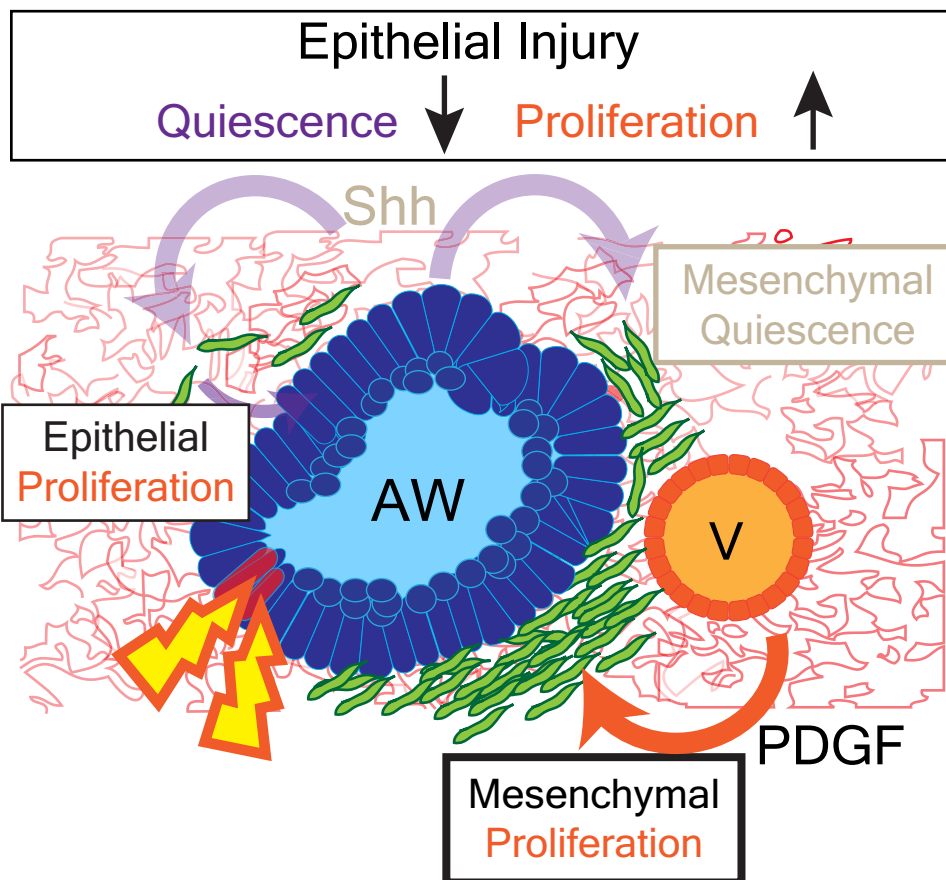 Epithelial Injury
Quiescence Proliferation
Shh
Mesenchymal
Quiescence
Epithelial
Proliferation
AW
V
PDGF
Mesenchymal
Proliferation